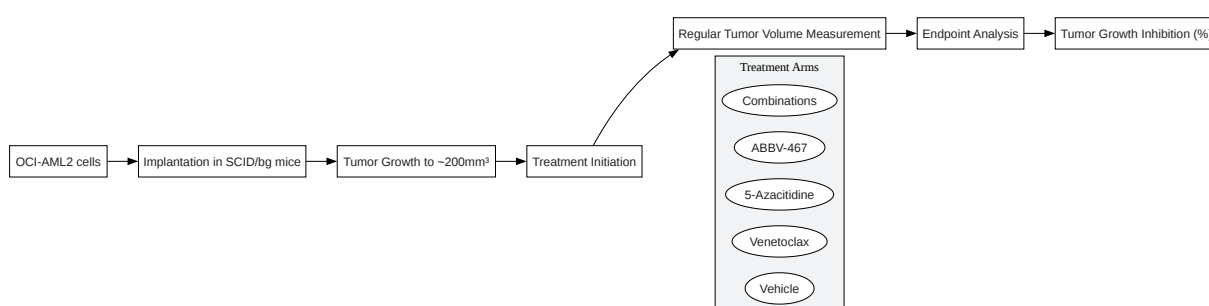 OCI-AML2 cells
Implantation in SCID/bg mice
Tumor Growth to ~200mm³
Treatment Initiation
Regular Tumor Volume Measurement
Endpoint Analysis
Tumor Growth Inhibition (%)
Treatment Arms
Combinations
ABBV-467
5-Azacitidine
Venetoclax
Vehicle